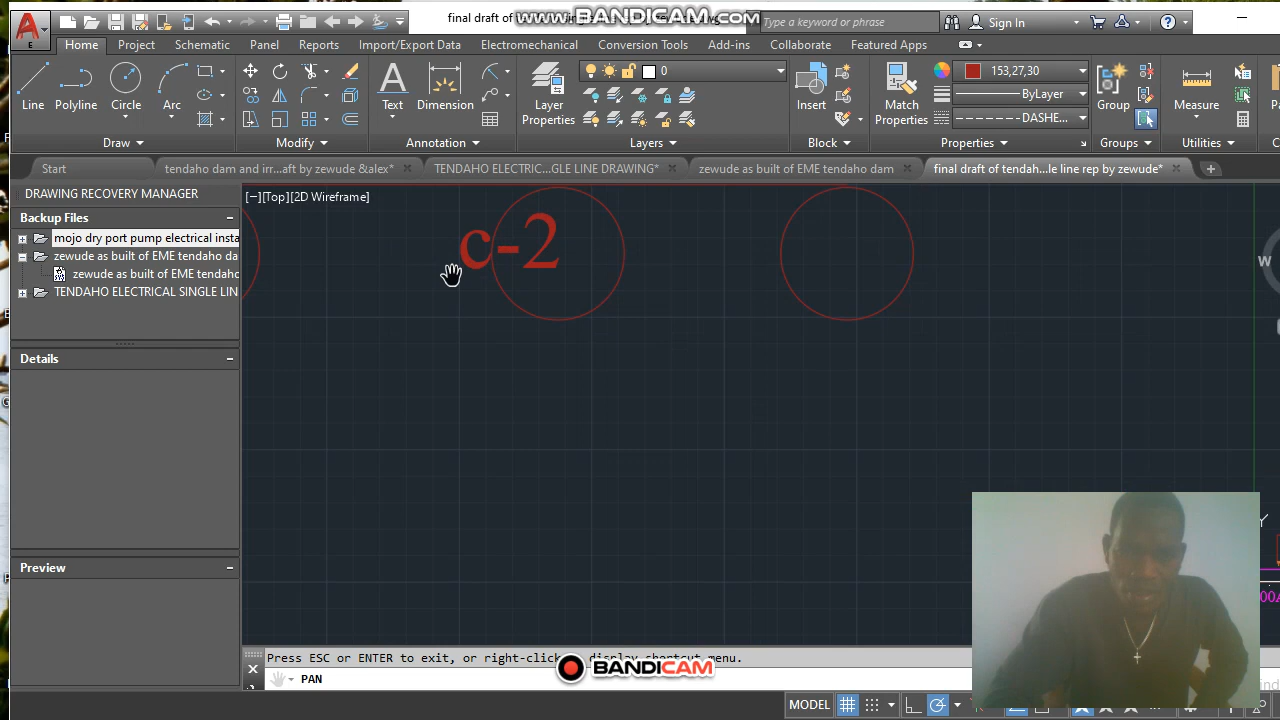 final draft of
www.BANDICAM.com
Type a keyword or phrase
Sign In
E
Home
Project
Schematic
Panel
Reports
Import/Export Data
Electromechanical
Conversion Tools
Add-ins
Collaborate
Featured Apps
Line
Polyline
Circle
Arc
Text
Dimension
Layer
Properties
0
Insert
Match
Properties
153,27,30
ByLayer
DASHE...
Group
Measure
Draw
Modify
Annotation
Layers
Block
Properties
Groups
Utilities
Start
tendaho dam and irr...aft by zewude &alex*
TENDAHO ELECTRIC...GLE LINE DRAWING*
zewude as built of EME tendaho dam
final draft of tendah...le line rep by zewude*
DRAWING RECOVERY MANAGER
Backup Files
mojo dry port pump electrical insta
zewude as built of EME tendaho da
zewude as built of EME tendaho
TENDAHO ELECTRICAL SINGLE LIN
Details
Preview
[−][Top][2D Wireframe]
c-2
W
Y
Press ESC or ENTER to exit, or right-click display shortcut menu.
BANDICAM
PAN
MODEL